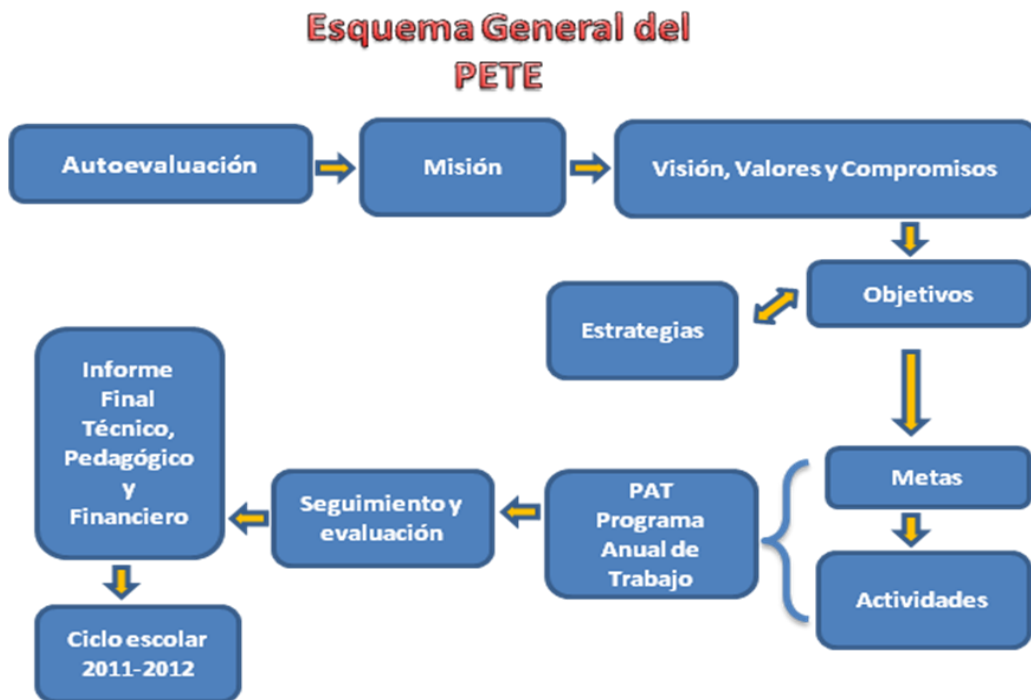 Esquema General del
PETE
Autoevaluación
Misión
Visión, Valores y Compromisos
Objetivos
Estrategias
Metas
Actividades
PAT
Programa
Anual de
Trabajo
Seguimiento y
evaluación
Informe
Final
Técnico,
Pedagógico
y
Financiero
Ciclo escolar
2011-2012